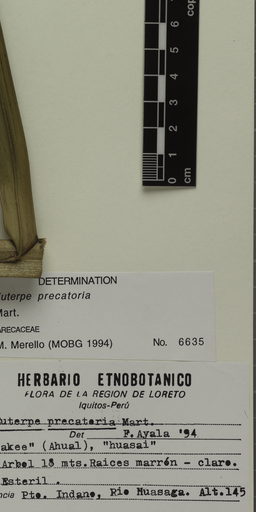 cop
6
5
4
3
2
1
0
cm
DETERMINATION
uterpe precatoria
Mart.
ARECACEAE
M. Merello (MOBG 1994) No. 6635
HERBARIO ETNOBOTANICO
FLORA DE LA REGION DE LORETO
Iquitos-Perú
uterpe precatoria Mart.
Det F. Ayala '94
akee" (Ahual), "huasai"
Arbol 18 mts. Raices marrón - claro.
Esteril .
ncia Pto. Indano, Rio Huasaga. Alt.145